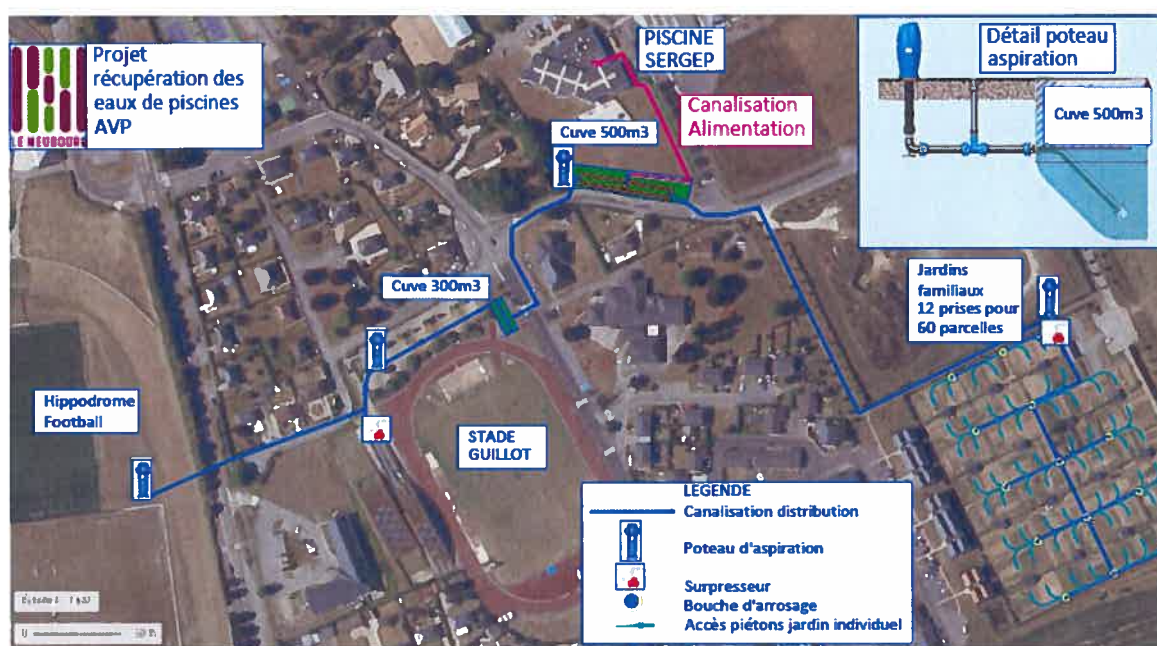 Projet
récupération des
eaux de piscines
AVP
LE NEUBOURG
PISCINE
SERGEP
Canalisation
Alimentation
Cuve 500m3
Détail poteau
aspiration
Cuve 500m3
Cuve 300m3
Jardins
familiaux
12 prises pour
60 parcelles
Hippodrome
Football
STADE
GUILLOT
LEGENDE
Canalisation distribution
Poteau d'aspiration
Surpresseur
Bouche d'arrosage
Accès piétons jardin individuel